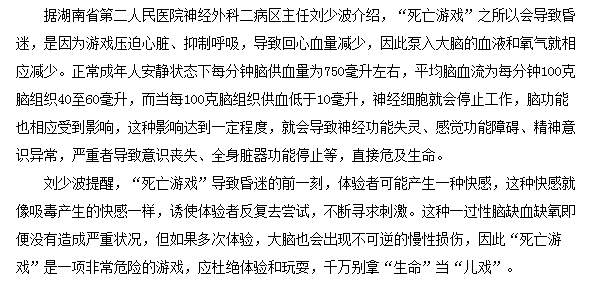 据湖南省第二人民医院神经外科二病区主任刘少波介绍，“死亡游戏”之所以会导致昏
迷，是因为游戏压迫心脏、抑制呼吸，导致回心血量减少，因此泵入大脑的血液和氧气就相
应减少。正常成年人安静状态下每分钟脑供血量为750毫升左右，平均脑血流为每分钟100克
脑组织40至60毫升，而当每100克脑组织供血低于10毫升，神经细胞就会停止工作，脑功能
也相应受到影响，这种影响达到一定程度，就会导致神经功能失灵、感觉功能障碍、精神意
识异常，严重者导致意识丧失、全身脏器功能停止等，直接危及生命。
刘少波提醒，“死亡游戏”导致昏迷的前一刻，体验者可能产生一种快感，这种快感就
像吸毒产生的快感一样，诱使体验者反复去尝试，不断寻求刺激。这种一过性脑缺血缺氧即
便没有造成严重状况，但如果多次体验，大脑也会出现不可逆的慢性损伤，因此“死亡游
戏”是一项非常危险的游戏，应杜绝体验和玩耍，千万别拿“生命”当“儿戏”。